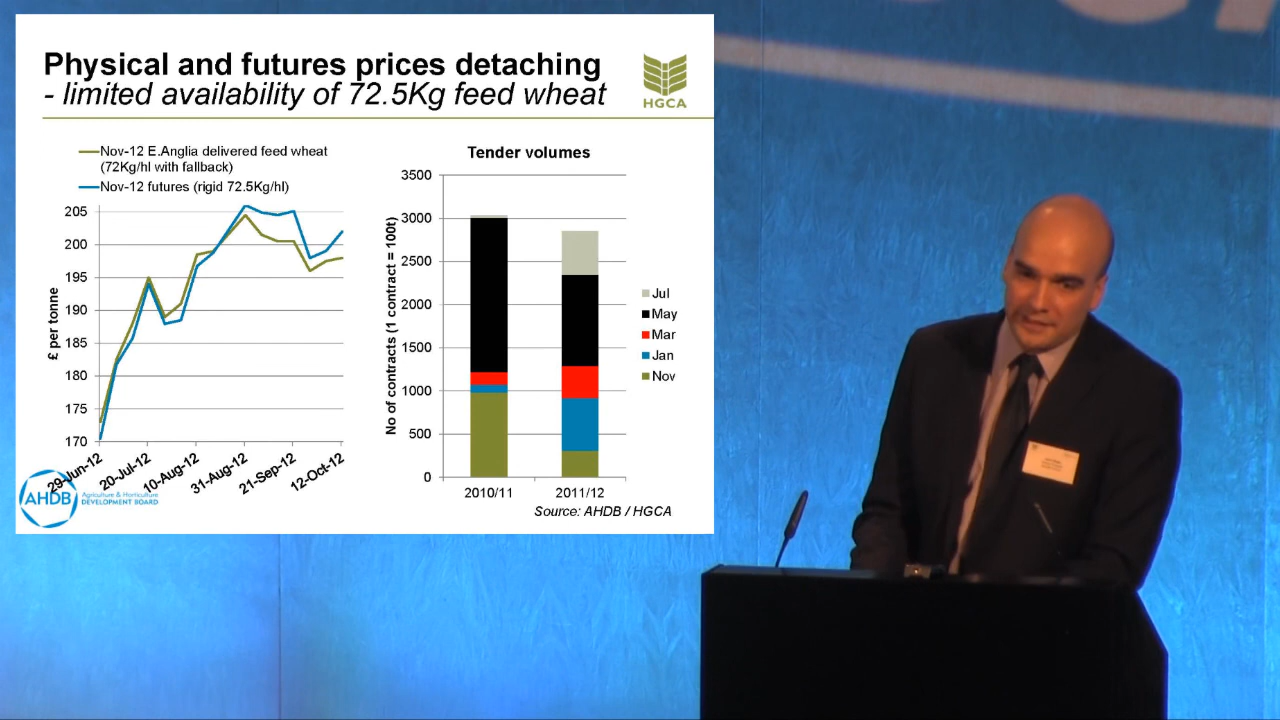 Physical and futures prices detaching
- limited availability of 72.5Kg feed wheat
HGCA
Nov-12 E.Anglia delivered feed wheat
(72Kg/hl with fallback)
Nov-12 futures (rigid 72.5Kg/hl)
£ per tonne
205
200
195
190
185
180
175
170
29-Jun-12
20-Jul-12
10-Aug-12
31-Aug-12
21-Sep-12
12-Oct-12
Tender volumes
No of contracts (1 contract = 100t)
3500
3000
2500
2000
1500
1000
500
0
2010/11
2011/12
Jul
May
Mar
Jan
Nov
Source: AHDB / HGCA
AHDB
Agriculture & Horticulture
DEVELOPMENT BOARD